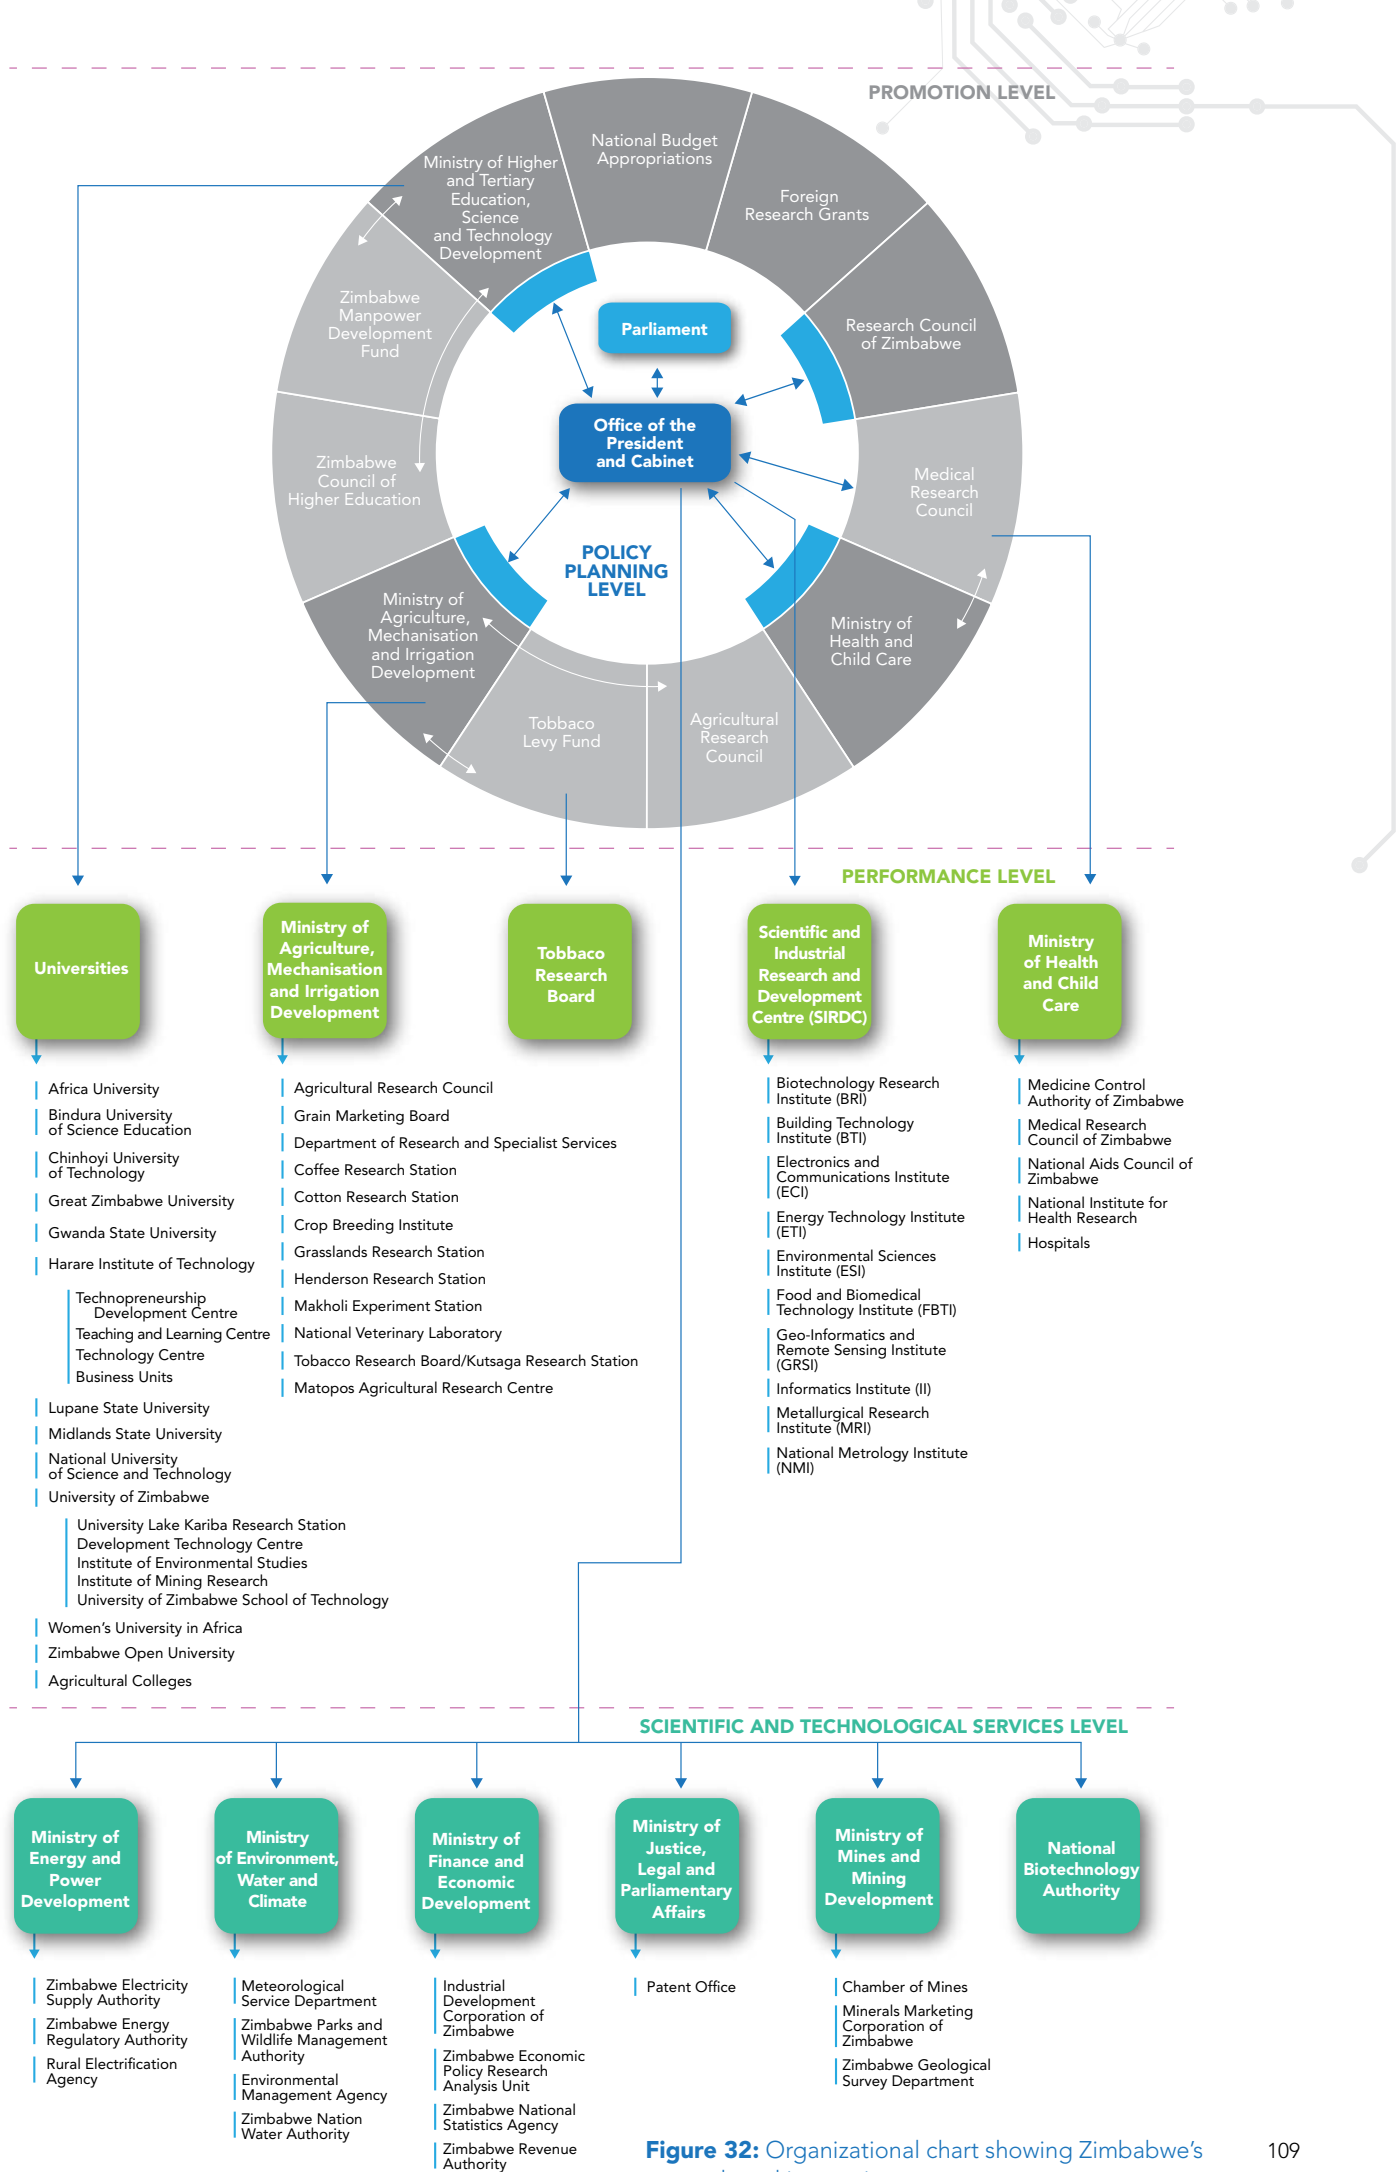 PROMOTION LEVEL
National Budget
Appropriations
Ministry of Higher
and Tertiary
Education,
Science
and Technology
Development
Foreign
Research Grants
Zimbabwe
Manpower
Development
Fund
Parliament
Research Council
of Zimbabwe
Office of the
President
and Cabinet
Zimbabwe
Council of
Higher Education
Medical
Research
Council
POLICY
PLANNING
LEVEL
Ministry of
Agriculture,
Mechanisation
and Irrigation
Development
Ministry of
Health and
Child Care
Tobbaco
Levy Fund
Agricultural
Research
Council
PERFORMANCE LEVEL
Universities
Ministry of
Agriculture,
Mechanisation
and Irrigation
Development
Tobbaco
Research
Board
Scientific and
Industrial
Research and
Development
Centre (SIRDC)
Ministry
of Health
and Child
Care
Africa University
Bindura University
of Science Education
Chinhoyi University
of Technology
Great Zimbabwe University
Gwanda State University
Harare Institute of Technology
Technopreneurship
Development Centre
Teaching and Learning Centre
Technology Centre
Business Units
Lupane State University
Midlands State University
National University
of Science and Technology
University of Zimbabwe
University Lake Kariba Research Station
Development Technology Centre
Institute of Environmental Studies
Institute of Mining Research
University of Zimbabwe School of Technology
Women's University in Africa
Zimbabwe Open University
Agricultural Colleges
Agricultural Research Council
Grain Marketing Board
Department of Research and Specialist Services
Coffee Research Station
Cotton Research Station
Crop Breeding Institute
Grasslands Research Station
Henderson Research Station
Makholi Experiment Station
National Veterinary Laboratory
Tobacco Research Board/Kutsaga Research Station
Matopos Agricultural Research Centre
Biotechnology Research
Institute (BRI)
Building Technology
Institute (BTI)
Electronics and
Communications Institute
(ECI)
Energy Technology Institute
(ETI)
Environmental Sciences
Institute (ESI)
Food and Biomedical
Technology Institute (FBTI)
Geo-Informatics and
Remote Sensing Institute
(GRSI)
Informatics Institute (II)
Metallurgical Research
Institute (MRI)
National Metrology Institute
(NMI)
Medicine Control
Authority of Zimbabwe
Medical Research
Council of Zimbabwe
National Aids Council of
Zimbabwe
National Institute for
Health Research
Hospitals
SCIENTIFIC AND TECHNOLOGICAL SERVICES LEVEL
Ministry of
Energy and
Power
Development
Ministry
of Environment,
Water and
Climate
Ministry of
Finance and
Economic
Development
Ministry of
Justice,
Legal and
Parliamentary
Affairs
Ministry of
Mines and
Mining
Development
National
Biotechnology
Authority
Zimbabwe Electricity
Supply Authority
Zimbabwe Energy
Regulatory Authority
Rural Electrification
Agency
Meteorological
Service Department
Zimbabwe Parks and
Wildlife Management
Authority
Environmental
Management Agency
Zimbabwe Nation
Water Authority
Industrial
Development
Corporation of
Zimbabwe
Zimbabwe Economic
Policy Research
Analysis Unit
Zimbabwe National
Statistics Agency
Zimbabwe Revenue
Authority
Patent Office
Chamber of Mines
Minerals Marketing
Corporation of
Zimbabwe
Zimbabwe Geological
Survey Department
Figure 32: Organizational chart showing Zimbabwe's
109